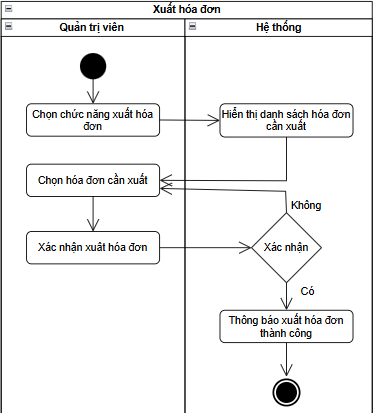 Xuất hóa đơn
Quản trị viên
Hệ thống
Chọn chức năng xuất hóa
đơn
Hiển thị danh sách hóa đơn
cần xuất
Chọn hóa đơn cần xuất
Không
Xác nhận xuất hóa đơn
Xác nhận
Có
Thông báo xuất hóa đơn
thành công